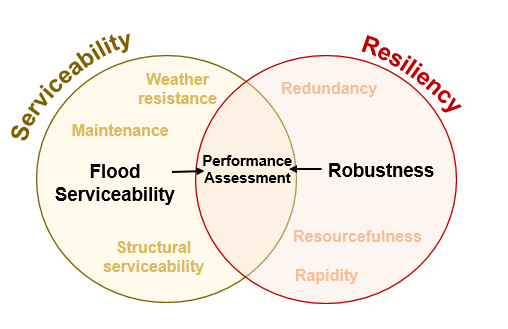 Serviceability
Resiliency
Weather
resistance
Redundancy
Maintenance
Flood
Serviceability
Performance
Assessment
Robustness
Structural
serviceability
Resourcefulness
Rapidity